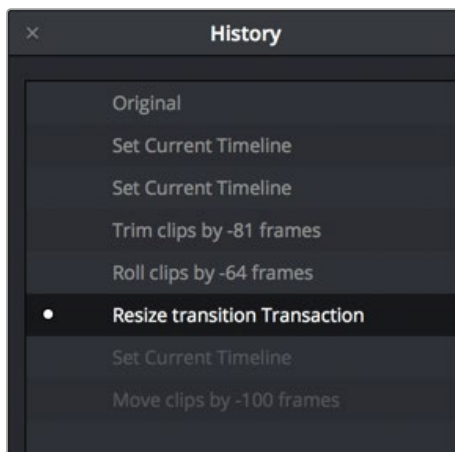 History
Original
Set Current Timeline
Set Current Timeline
Trim clips by -81 frames
Roll clips by -64 frames
Resize transition Transaction
Set Current Timeline
Move clips by -100 frames